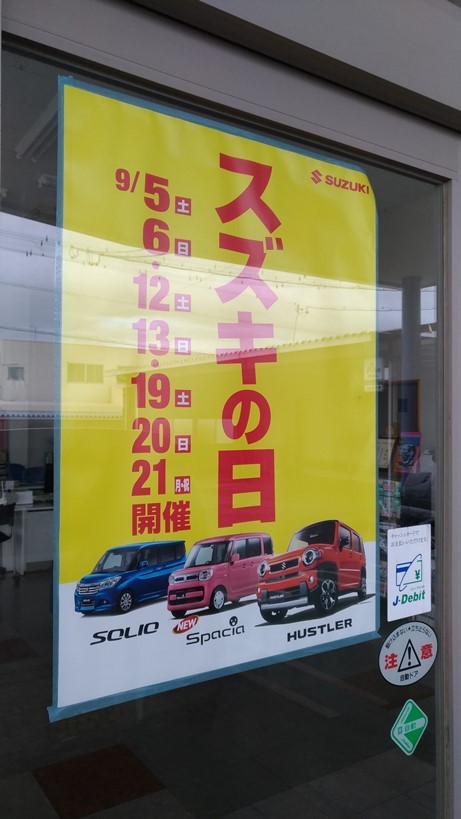 SUZUKI
スズキの日
9/5土
6日
12土
13日
19土
20日
21月・祝
開催
SOLIO
NEW
Spacia
HUSTLER
J-Debit
注意
自動ドア